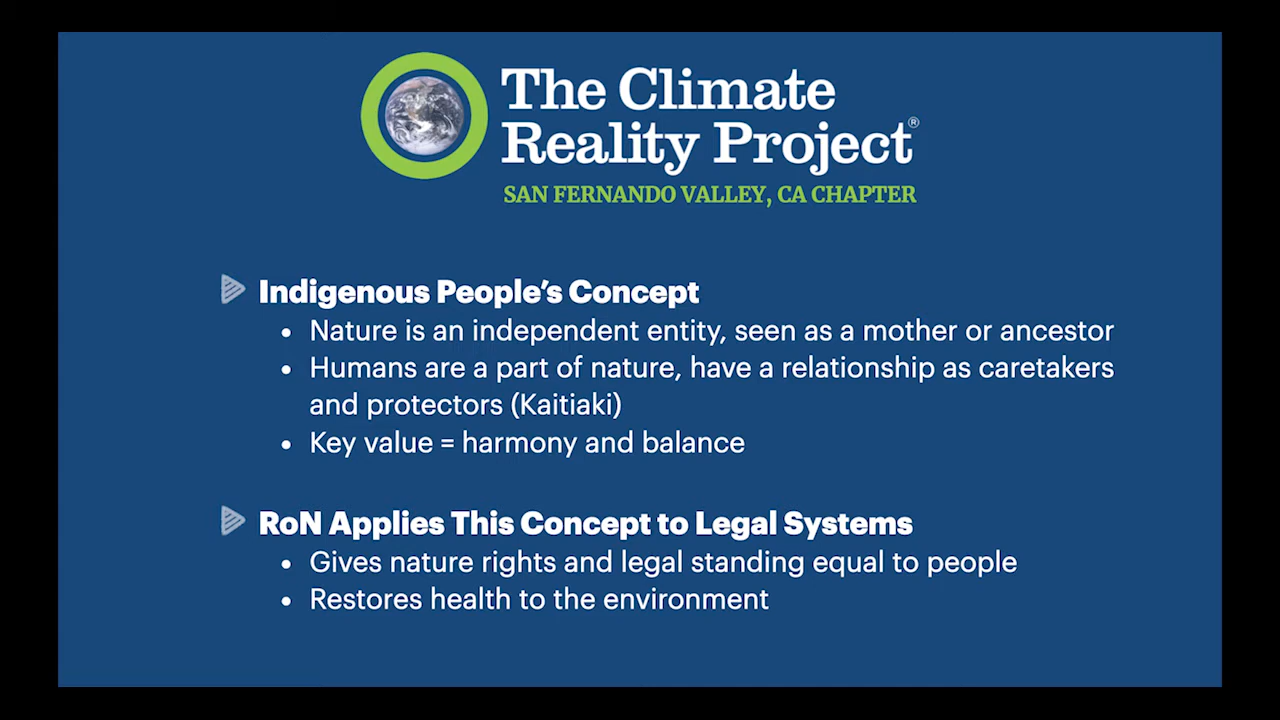 The Climate
Reality Project®
SAN FERNANDO VALLEY, CA CHAPTER
Indigenous People's Concept
• Nature is an independent entity, seen as a mother or ancestor
• Humans are a part of nature, have a relationship as caretakers
and protectors (Kaitiaki)
• Key value = harmony and balance
RoN Applies This Concept to Legal Systems
• Gives nature rights and legal standing equal to people
• Restores health to the environment